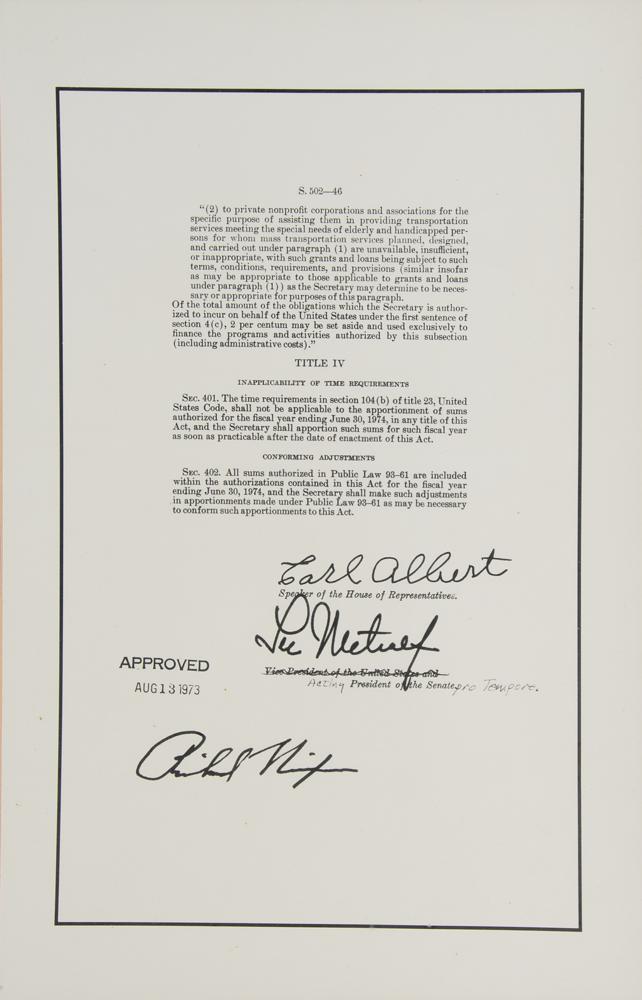 S. 502—46
“(2) to private nonprofit corporations and associations for the
specific purpose of assisting them in providing transportation
services meeting the special needs of elderly and handicapped per-
sons for whom mass transportation services planned, designed,
and carried out under paragraph (1) are unavailable, insufficient,
or inappropriate, with such grants and loans being subject to such
terms, conditions, requirements, and provisions (similar insofar
as may be appropriate to those applicable to grants and loans
under paragraph (1)) as the Secretary may determine to be neces-
sary or appropriate for purposes of this paragraph.
Of the total amount of the obligations which the Secretary is author-
ized to incur on behalf of the United States under the first sentence of
section 4(c), 2 per centum may be set aside and used exclusively to
finance the programs and activities authorized by this subsection
(including administrative costs).”
TITLE IV
INAPPLICABILITY OF TIME REQUIREMENTS
SEC. 401. The time requirements in section 104(b) of title 23, United
States Code, shall not be applicable to the apportionment of sums
authorized for the fiscal year ending June 30, 1974, in any title of this
Act, and the Secretary shall apportion such sums for such fiscal year
as soon as practicable after the date of enactment of this Act.
CONFORMING ADJUSTMENTS
SEC. 402. All sums authorized in Public Law 93–61 are included
within the authorizations contained in this Act for the fiscal year
ending June 30, 1974, and the Secretary shall make such adjustments
in apportionments made under Public Law 93–61 as may be necessary
to conform such apportionments to this Act.
Carl Albert
Speaker of the House of Representatives.
Lee Metcalf
Vice President of the United States and
Acting President of the Senate pro Tempore.
APPROVED
AUG 13 1973
Richard Nixon